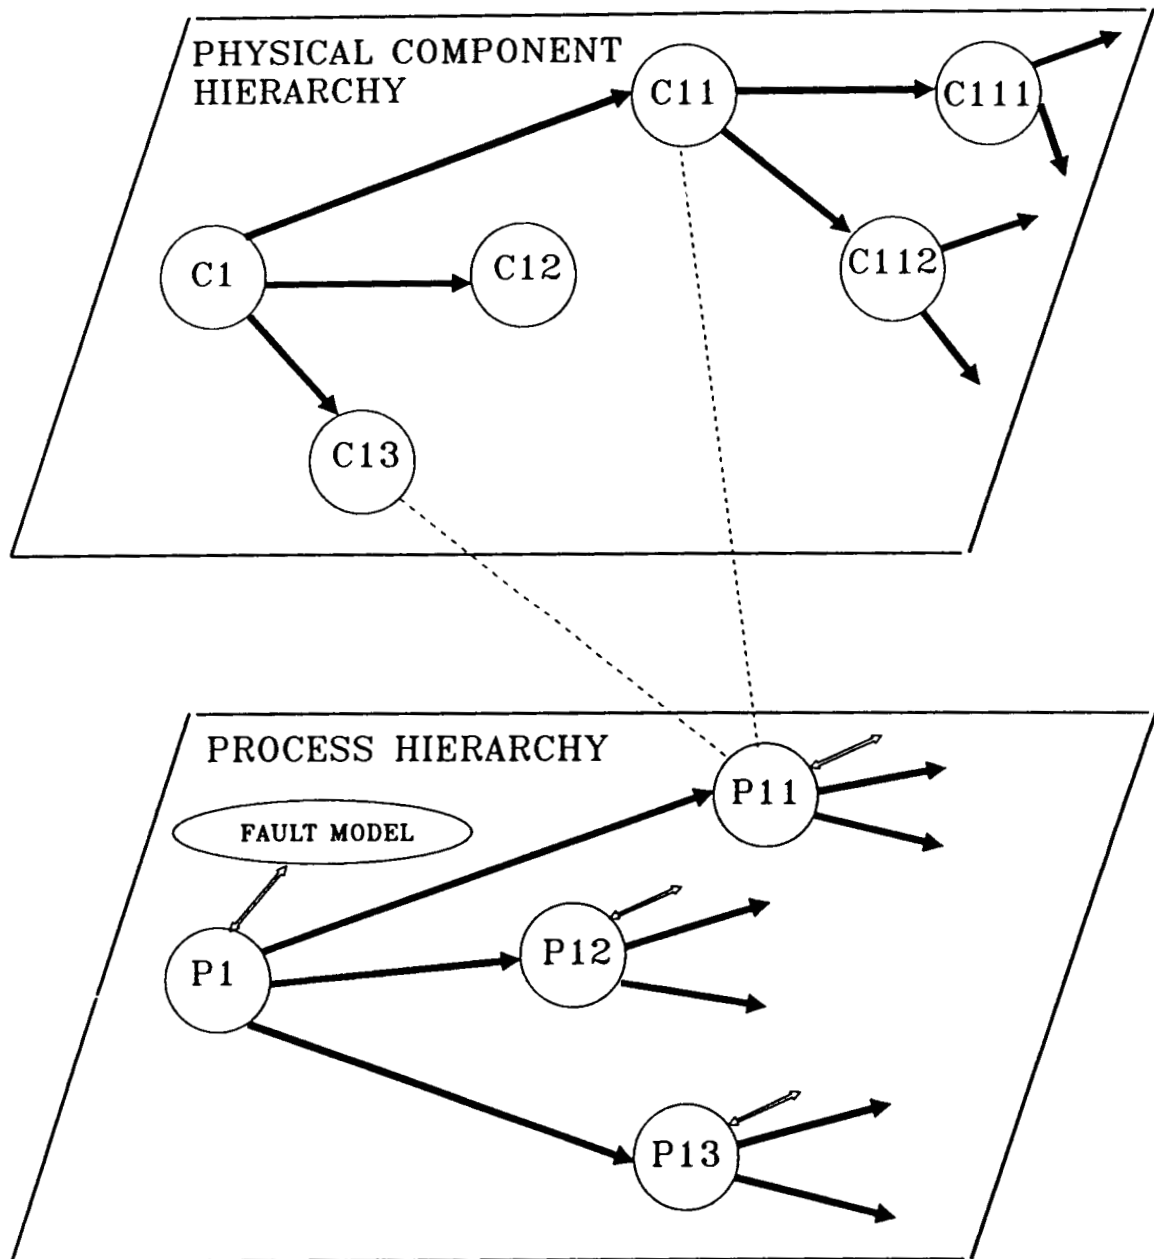 PHYSICAL COMPONENT
HIERARCHY
C11
C111
C1
C12
C112
C13
PROCESS HIERARCHY
P11
FAULT MODEL
P12
P1
P13